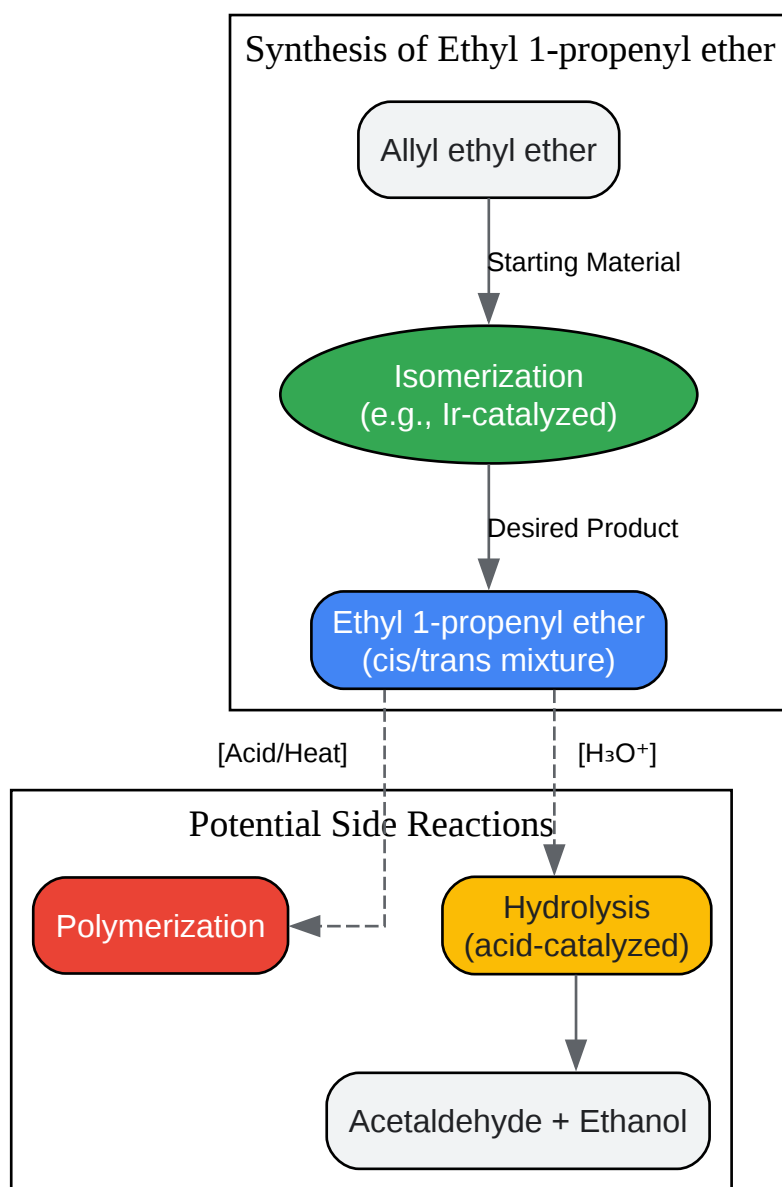 Synthesis of Ethyl 1-propenyl ether
Allyl ethyl ether
Starting Material
Isomerization
(e.g., Ir-catalyzed)
Desired Product
Ethyl 1-propenyl ether
(cis/trans mixture)
[Acid/Heat]
[H₃O⁺]
Potential Side Reactions
Polymerization
Hydrolysis
(acid-catalyzed)
Acetaldehyde + Ethanol